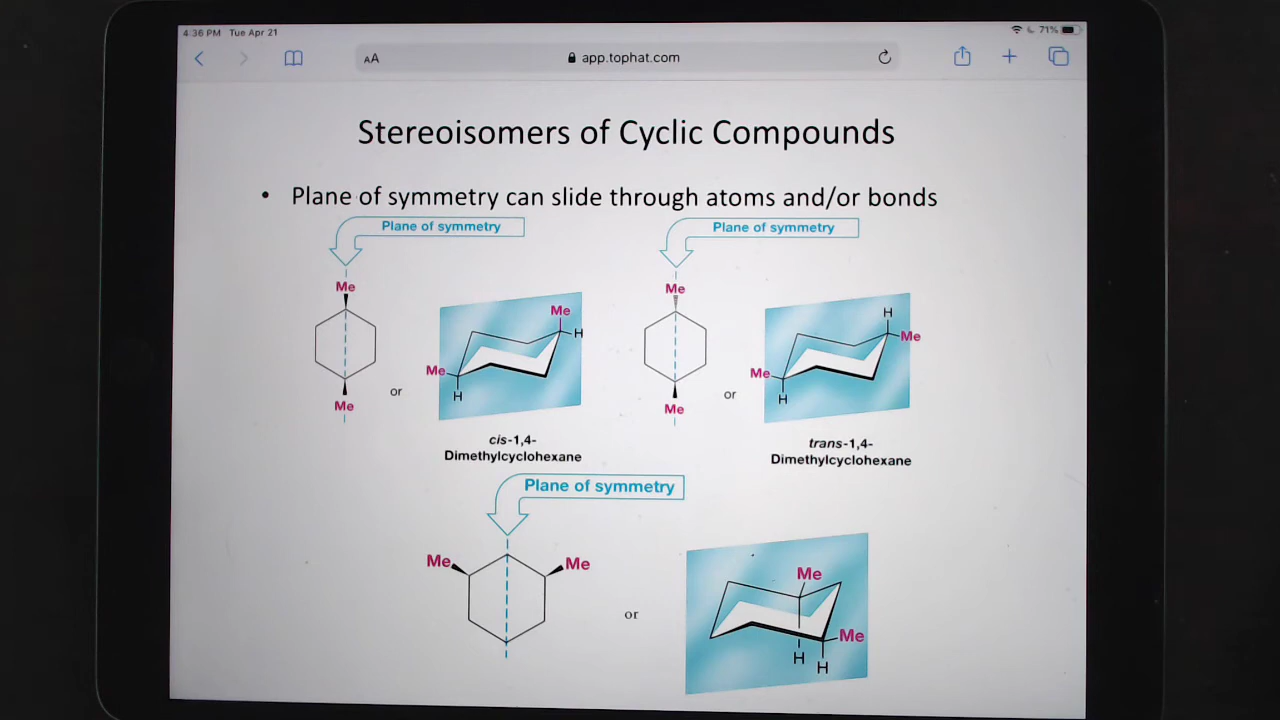 4:36 PM Tue Apr 21
71%
AA
app.tophat.com
Stereoisomers of Cyclic Compounds
• Plane of symmetry can slide through atoms and/or bonds
Plane of symmetry
Plane of symmetry
Me
Me
or
Me
H
Me
H
cis-1,4-
Dimethylcyclohexane
Me
Me
or
H
Me
Me
H
trans-1,4-
Dimethylcyclohexane
Plane of symmetry
Me
Me
or
Me
Me
H
H